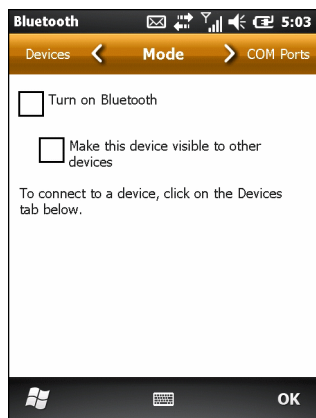 Bluetooth 5:03
Devices Mode COM Ports
Turn on Bluetooth
Make this device visible to other
devices
To connect to a device, click on the Devices
tab below.
OK